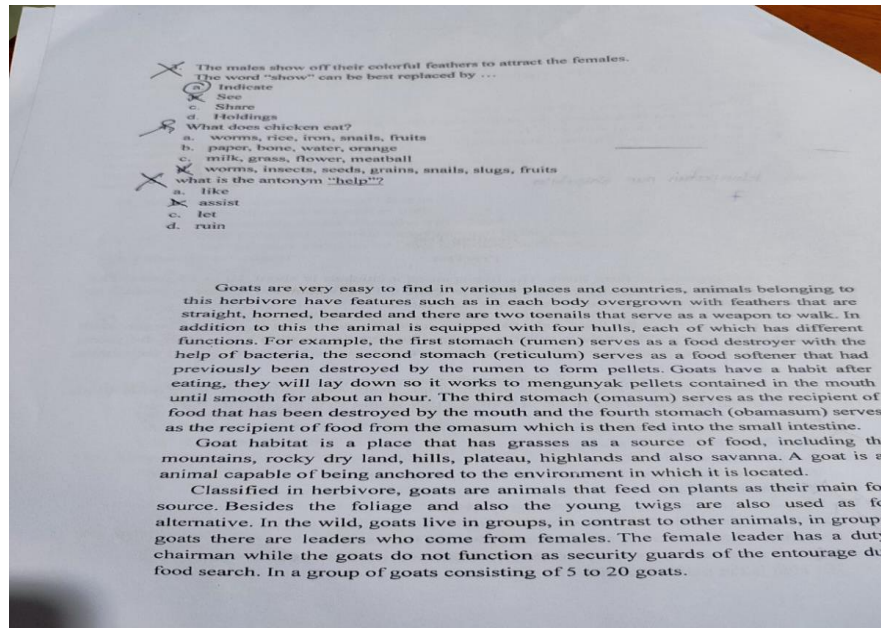 The males show off their colorful feathers to attract the females.
The word "show" can be best replaced by ...
a. Indicate
See
c. Share
d. Holdings
What does chicken eat?
a. worms, rice, iron, snails, fruits
b. paper, bone, water, orange
c. milk, grass, flower, meatball
worms, insects, seeds, grains, snails, slugs, fruits
what is the antonym "help"?
a. like
b. assist
c. let
d. ruin
Goats are very easy to find in various places and countries, animals belonging to
this herbivore have features such as in each body overgrown with feathers that are
straight, horned, bearded and there are two toenails that serve as a weapon to walk. In
addition to this the animal is equipped with four hulls, each of which has different
functions. For example, the first stomach (rumen) serves as a food destroyer with the
help of bacteria, the second stomach (reticulum) serves as a food softener that had
previously been destroyed by the rumen to form pellets. Goats have a habit after
eating, they will lay down so it works to mengunyak pellets contained in the mouth
until smooth for about an hour. The third stomach (omasum) serves as the recipient of
food that has been destroyed by the mouth and the fourth stomach (obamasum) serves
as the recipient of food from the omasum which is then fed into the small intestine.
Goat habitat is a place that has grasses as a source of food, including th
mountains, rocky dry land, hills, plateau, highlands and also savanna. A goat is a
animal capable of being anchored to the environment in which it is located.
Classified in herbivore, goats are animals that feed on plants as their main fo
source. Besides the foliage and also the young twigs are also used as fo
alternative. In the wild, goats live in groups, in contrast to other animals, in group
goats there are leaders who come from females. The female leader has a dut
chairman while the goats do not function as security guards of the entourage du
food search. In a group of goats consisting of 5 to 20 goats.